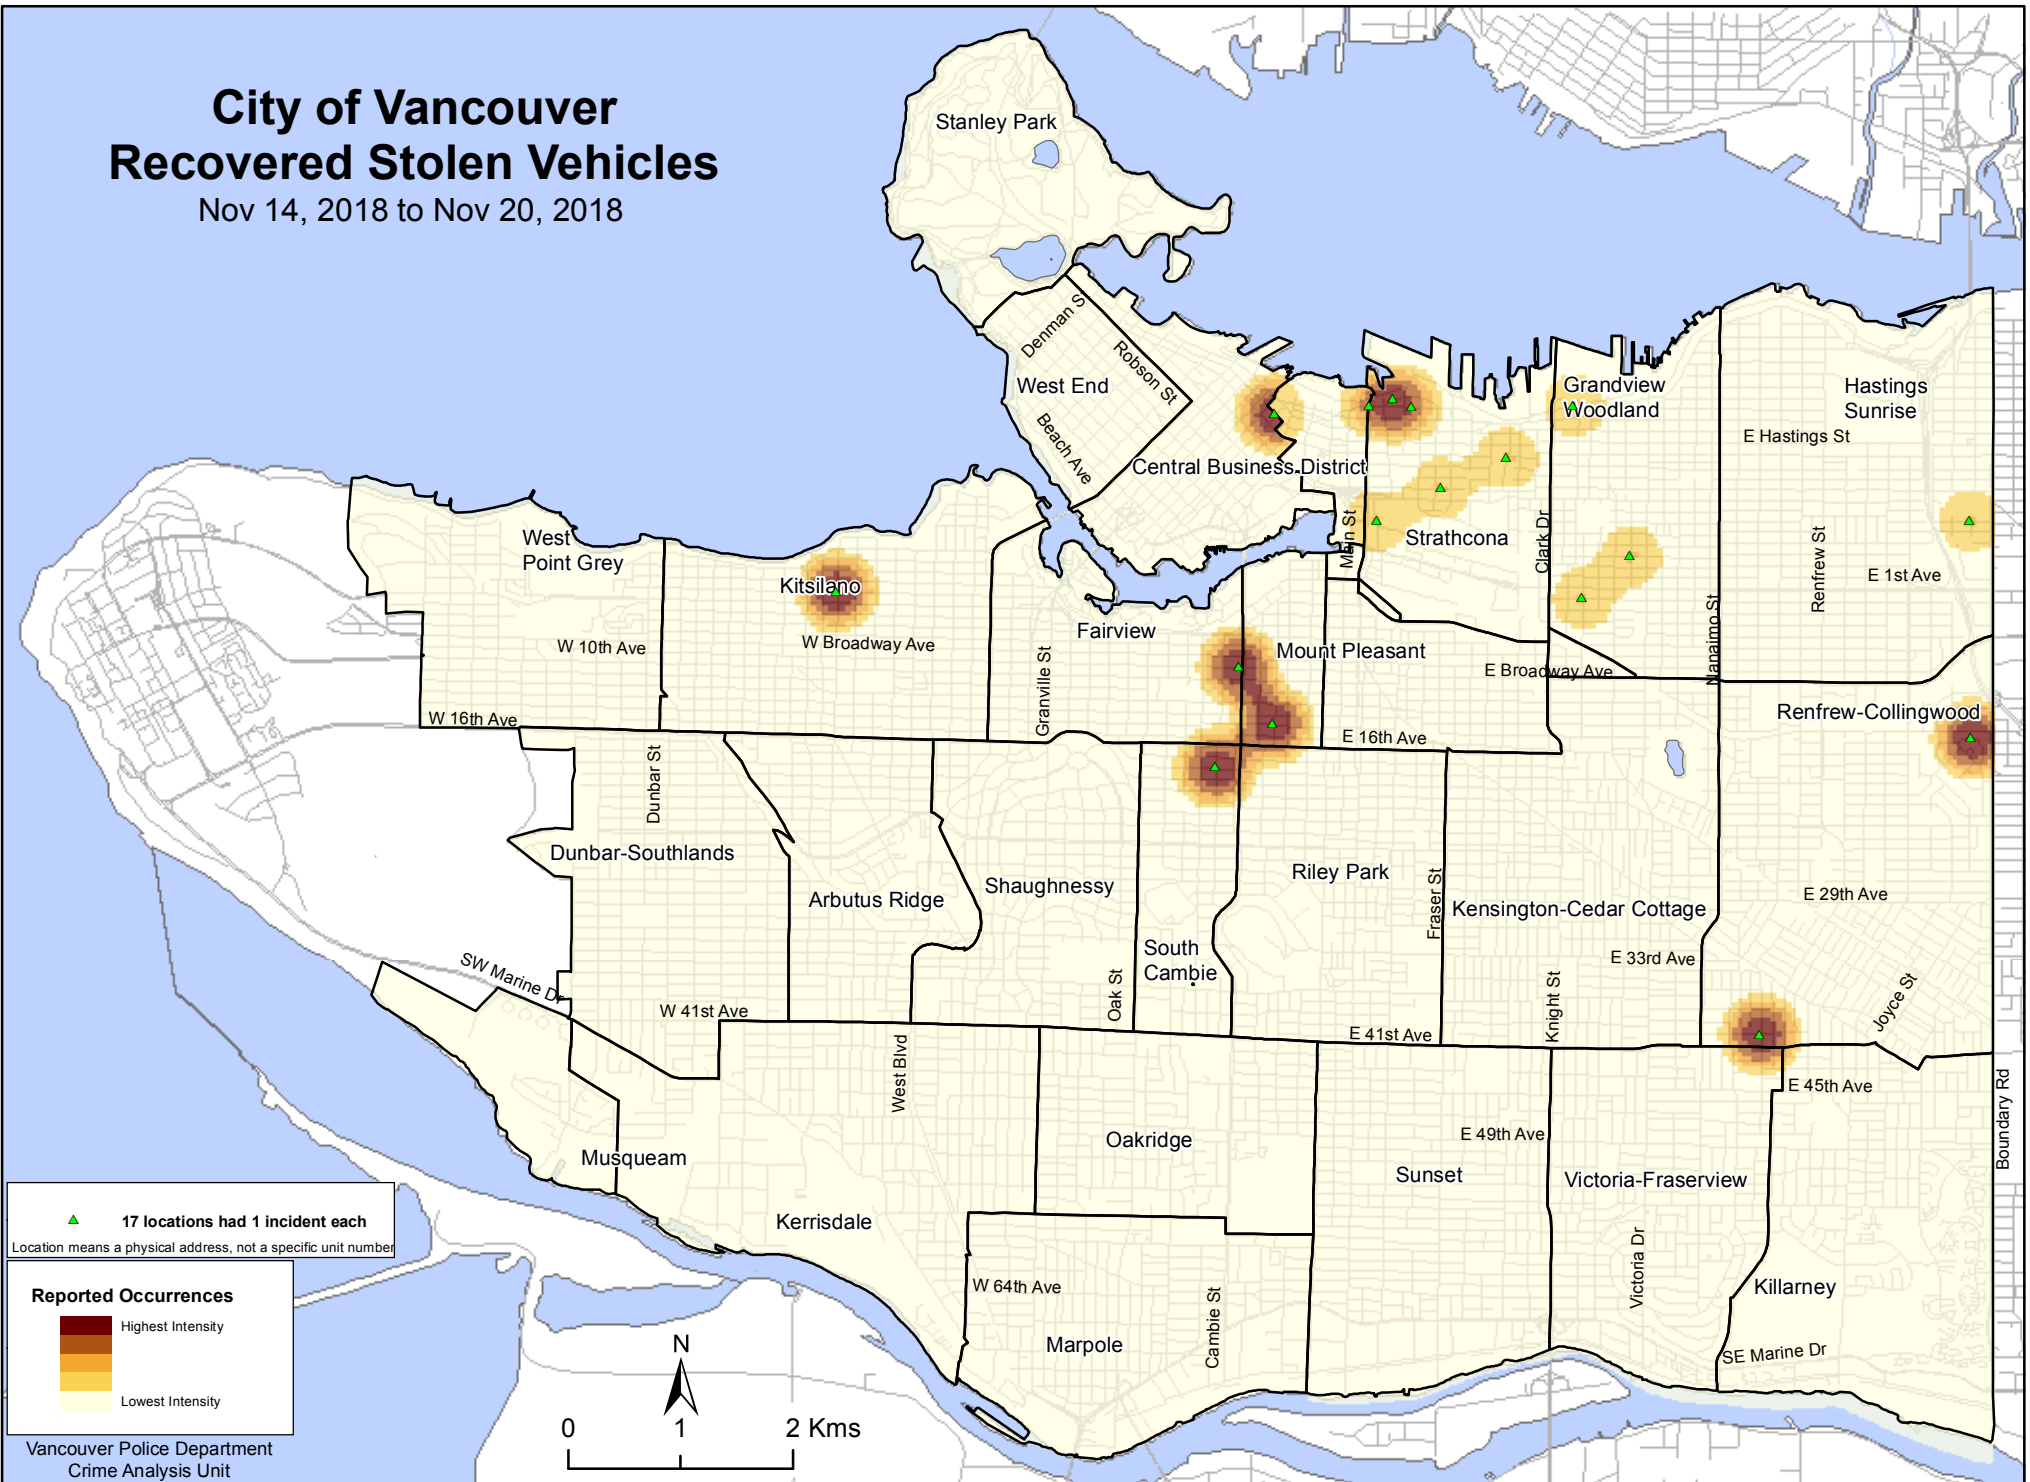 City of Vancouver
Recovered Stolen Vehicles
Nov 14, 2018 to Nov 20, 2018
Stanley Park
Denman S
Robson St
West End
Beach Ave
Central Business District
Grandview
Woodland
Hastings
Sunrise
E Hastings St
Main St
Strathcona
Clark Dr
Renfrew St
E 1st Ave
Nanaimo St
West
Point Grey
Kitsilano
W 10th Ave
W Broadway Ave
Fairview
Granville St
Mount Pleasant
E Broadway Ave
W 16th Ave
E 16th Ave
Renfrew-Collingwood
Dunbar St
Dunbar-Southlands
Arbutus Ridge
Shaughnessy
Riley Park
Fraser St
Kensington-Cedar Cottage
E 29th Ave
South
Cambie
Oak St
E 33rd Ave
Knight St
Joyce St
SW Marine Dr
W 41st Ave
E 41st Ave
West Blvd
E 45th Ave
Boundary Rd
Oakridge
E 49th Ave
Sunset
Victoria-Fraserview
Musqueam
Kerrisdale
Victoria Dr
Killarney
W 64th Ave
Cambie St
Marpole
SE Marine Dr
17 locations had 1 incident each
Location means a physical address, not a specific unit number
Reported Occurrences
Highest Intensity
Lowest Intensity
Vancouver Police Department
Crime Analysis Unit
N
0 1 2 Kms